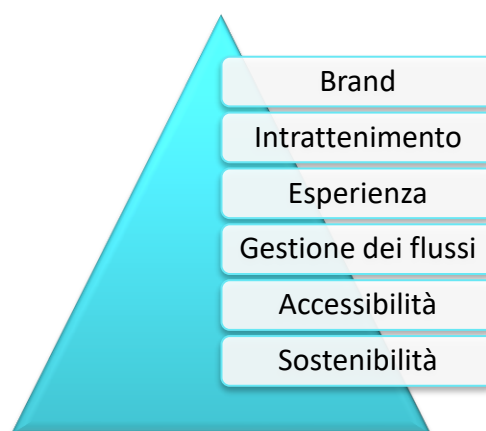 Brand
Intrattenimento
Esperienza
Gestione dei flussi
Accessibilità
Sostenibilità